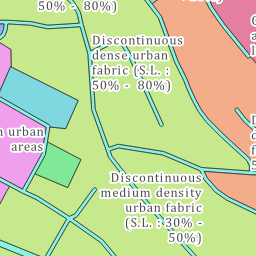 50% - 80%)
Discontinuous
dense urban
fabric (S.L. :
50% - 80%)
urban
areas
Discontinuous
medium density
urban fabric
(S.L. : 30% -
50%)